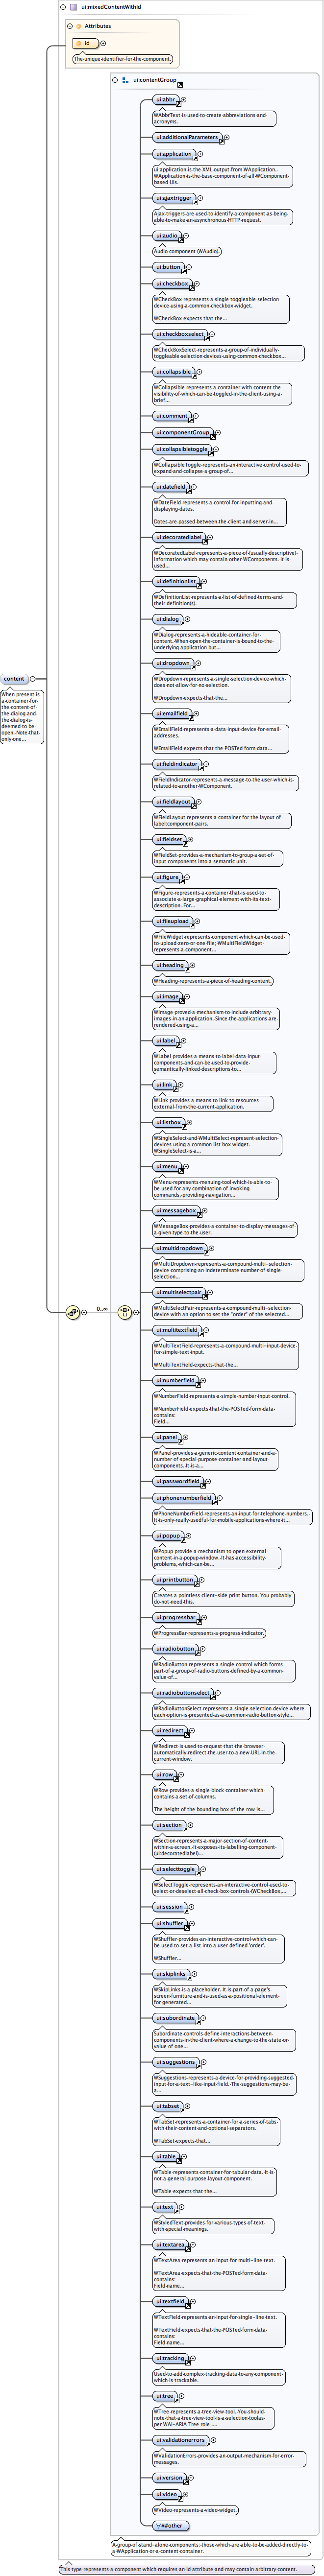 ui:mixedContentWithId
Attributes
id
The unique identifier for the component.
ui:contentGroup
ui:abbr
WAbbrText is used to create abbreviations and
acronyms.
ui:additionalParameters
ui:application
ui:application is the XML output from WApplication.
WApplication is the base component of all WComponent
based UIs.
ui:ajaxtrigger
Ajax triggers are used to identify a component as being
able to make an asynchronous HTTP request.
ui:audio
Audio component (WAudio).
ui:button
ui:checkbox
WCheckBox represents a single toggleable selection
device using a common checkbox widget.
WCheckBox expects that the...
ui:checkboxselect
WCheckBoxSelect represents a group of individually
toggleable selection devices using common checkbox...
ui:collapsible
WCollapsible represents a container with content the
visibility of which can be toggled in the client using a
brief...
ui:comment
ui:componentGroup
ui:collapsibletoggle
WCollapsibleToggle represents an interactive control used to
expand and collapse a group of...
ui:datefield
WDateField represents a control for inputting and
displaying dates.
Dates are passed between the client and server in...
ui:decoratedlabel
WDecoratedLabel represents a piece of (usually descriptive)
information which may contain other WComponents. It is
used...
ui:definitionlist
WDefinitionList represents a list of defined terms and
their definition(s).
ui:dialog
WDialog represents a hideable container for
content. When open the container is bound to the
underlying application but...
ui:dropdown
WDropdown represents a single selection device which
does not allow for no selection.
WDropdown expects that the...
content
When present is
a container for
the content of
the dialog and
the dialog is
deemed to be
open. Note that
only one...
ui:emailfield
WEmailField represents a data input device for email
addresses.
WEmailField expects that the POSTed form data...
ui:fieldindicator
WFieldIndicator represents a message to the user which is
related to another WComponent.
ui:fieldlayout
WFieldLayout represents a container for the layout of
label:component pairs.
ui:fieldset
WFieldSet provides a mechanism to group a set of
input components into a semantic unit.
ui:figure
WFigure represents a container that is used to
associate a large graphical element with its text
description. For...
ui:fileupload
WFileWidget represents component which can be used
to upload zero or one file; WMultiFileWidget
represents a component...
ui:heading
WHeading represents a piece of heading content.
ui:image
WImage proved a mechanism to include arbitrary
images in an application. Since the applications are
rendered using a...
ui:label
WLabel provides a means to label data input
components and can be used to provide
semantically linked descriptions to...
ui:link
WLink provides a means to link to resources
external from the current application.
ui:listbox
WSingleSelect and WMultiSelect represent selection
devices using a common list box widget.
WSingleSelect is a...
ui:menu
WMenu represents menuing tool which is able to
be used for any combination of invoking
commands, providing navigation...
ui:messagebox
WMessageBox provides a container to display messages of
a given type to the user.
ui:multidropdown
WMultiDropdown represents a compound multi-selection
device comprising an indeterminate number of single
selection...
ui:multiselectpair
WMultiSelectPair represents a compound multi-selection
device with an option to set the "order" of the selected...
0..∞
ui:multitextfield
WMultiTextField represents a compound multi-input device
for simple text input.
WMultiTextField expects that the...
ui:numberfield
WNumberField represents a simple number input control.
WNumberField expects that the POSTed form data
contains:
Field...
ui:panel
WPanel provides a generic content container and a
number of special purpose container and layout
components. It is a...
ui:passwordfield
ui:phonenumberfield
WPhoneNumberField represents an input for telephone numbers.
It is only really usedful for mobile applications where it...
ui:popup
WPopup provide a mechanism to open external
content in a popup window. It has accessibility
problems, which can be...
ui:printbutton
Creates a pointless client-side print button. You probably
do not need this.
ui:progressbar
WProgressBar represents a progress indicator.
ui:radiobutton
WRadioButton represents a single control which forms
part of a group of radio buttons defined by a common
value of...
ui:radiobuttonselect
WRadioButtonSelect represents a single selection device where
each option is presented as a common radio button style...
ui:redirect
WRedirect is used to request that the browser
automatically redirect the user to a new URL in the
current window.
ui:row
WRow provides a single block container which
contains a set of columns.
The height of the bounding box of the row is...
ui:section
WSection represents a major section of content
within a screen. It exposes its labelling component
(ui:decoratedlabel)...
ui:selecttoggle
WSelectToggle represents an interactive control used to
select or deselect all check box controls (WCheckBox,...
ui:session
ui:shuffler
WShuffler provides an interactive control which can
be used to set a list into a user defined 'order'.
WShuffler...
ui:skiplinks
WSkipLinks is a placeholder. It is part of a page's
screen furniture and is used as a positional element
for generated...
ui:subordinate
Subordinate controls define interactions between
components in the client where a change to the state or
value of one...
ui:suggestions
WSuggestions represents a device for providing suggested
input for a text-like input field. The suggestions may be
a...
ui:tabset
WTabSet represents a container for a series of tabs
with their content and optional separators.
WTabSet expects that...
ui:table
WTable represents container for tabular data. It is
not a general purpose layout component.
WTable expects that the...
ui:text
WStyledText provides for various types of text
with special meanings.
ui:textarea
WTextArea represents an input for multi-line text.
WTextArea expects that the POSTed form data
contains:
Field name...
ui:textfield
WTextField represents an input for single-line text.
WTextField expects that the POSTed form data
contains:
Field name...
ui:tracking
Used to add complex tracking data to any component
which is trackable.
ui:tree
WTree represents a tree view tool. You should
note that a tree view tool is a selection tool as
per WAI-ARIA Tree role ....
ui:validationerrors
WValidationErrors provides an output mechanism for error
messages.
ui:version
ui:video
WVideo represents a video widget.
##other
A group of stand-alone components: those which are able to be added directly to
a WApplication or a content container.
This type represents a component which requires an id attribute and may contain arbitrary content.